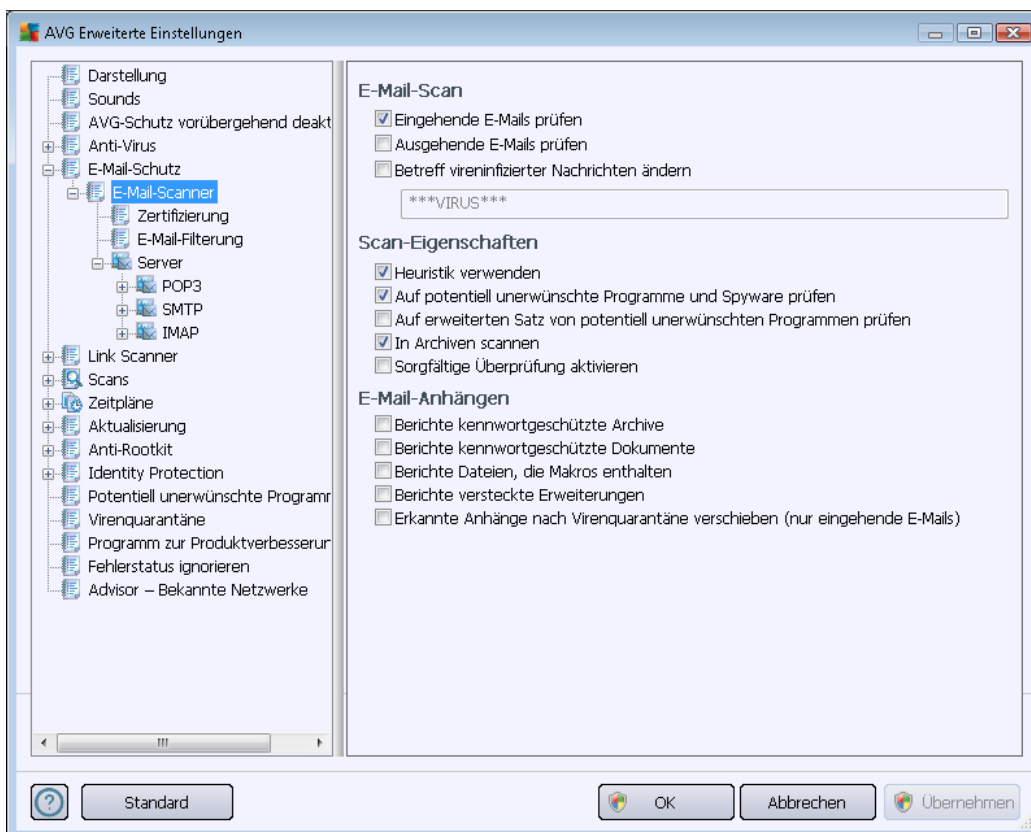 AVG Erweiterte Einstellungen
Darstellung
Sounds
AVG-Schutz vorübergehend deakt
Anti-Virus
E-Mail-Schutz
E-Mail-Scanner
Zertifizierung
E-Mail-Filterung
Server
POP3
SMTP
IMAP
Link Scanner
Scans
Zeitpläne
Aktualisierung
Anti-Rootkit
Identity Protection
Potentiell unerwünschte Programr
Virenquarantäne
Programm zur Produktverbesserur
Fehlerstatus ignorieren
Advisor – Bekannte Netzwerke
E-Mail-Scan
Eingehende E-Mails prüfen
Ausgehende E-Mails prüfen
Betreff vireninfizierter Nachrichten ändern
***VIRUS***
Scan-Eigenschaften
Heuristik verwenden
Auf potentiell unerwünschte Programme und Spyware prüfen
Auf erweiterten Satz von potentiell unerwünschten Programmen prüfen
In Archiven scannen
Sorgfältige Überprüfung aktivieren
E-Mail-Anhängen
Berichte kennwortgeschützte Archive
Berichte kennwortgeschützte Dokumente
Berichte Dateien, die Makros enthalten
Berichte versteckte Erweiterungen
Erkannte Anhänge nach Virenquarantäne verschieben (nur eingehende E-Mails)
Standard
OK
Abbrechen
Übernehmen